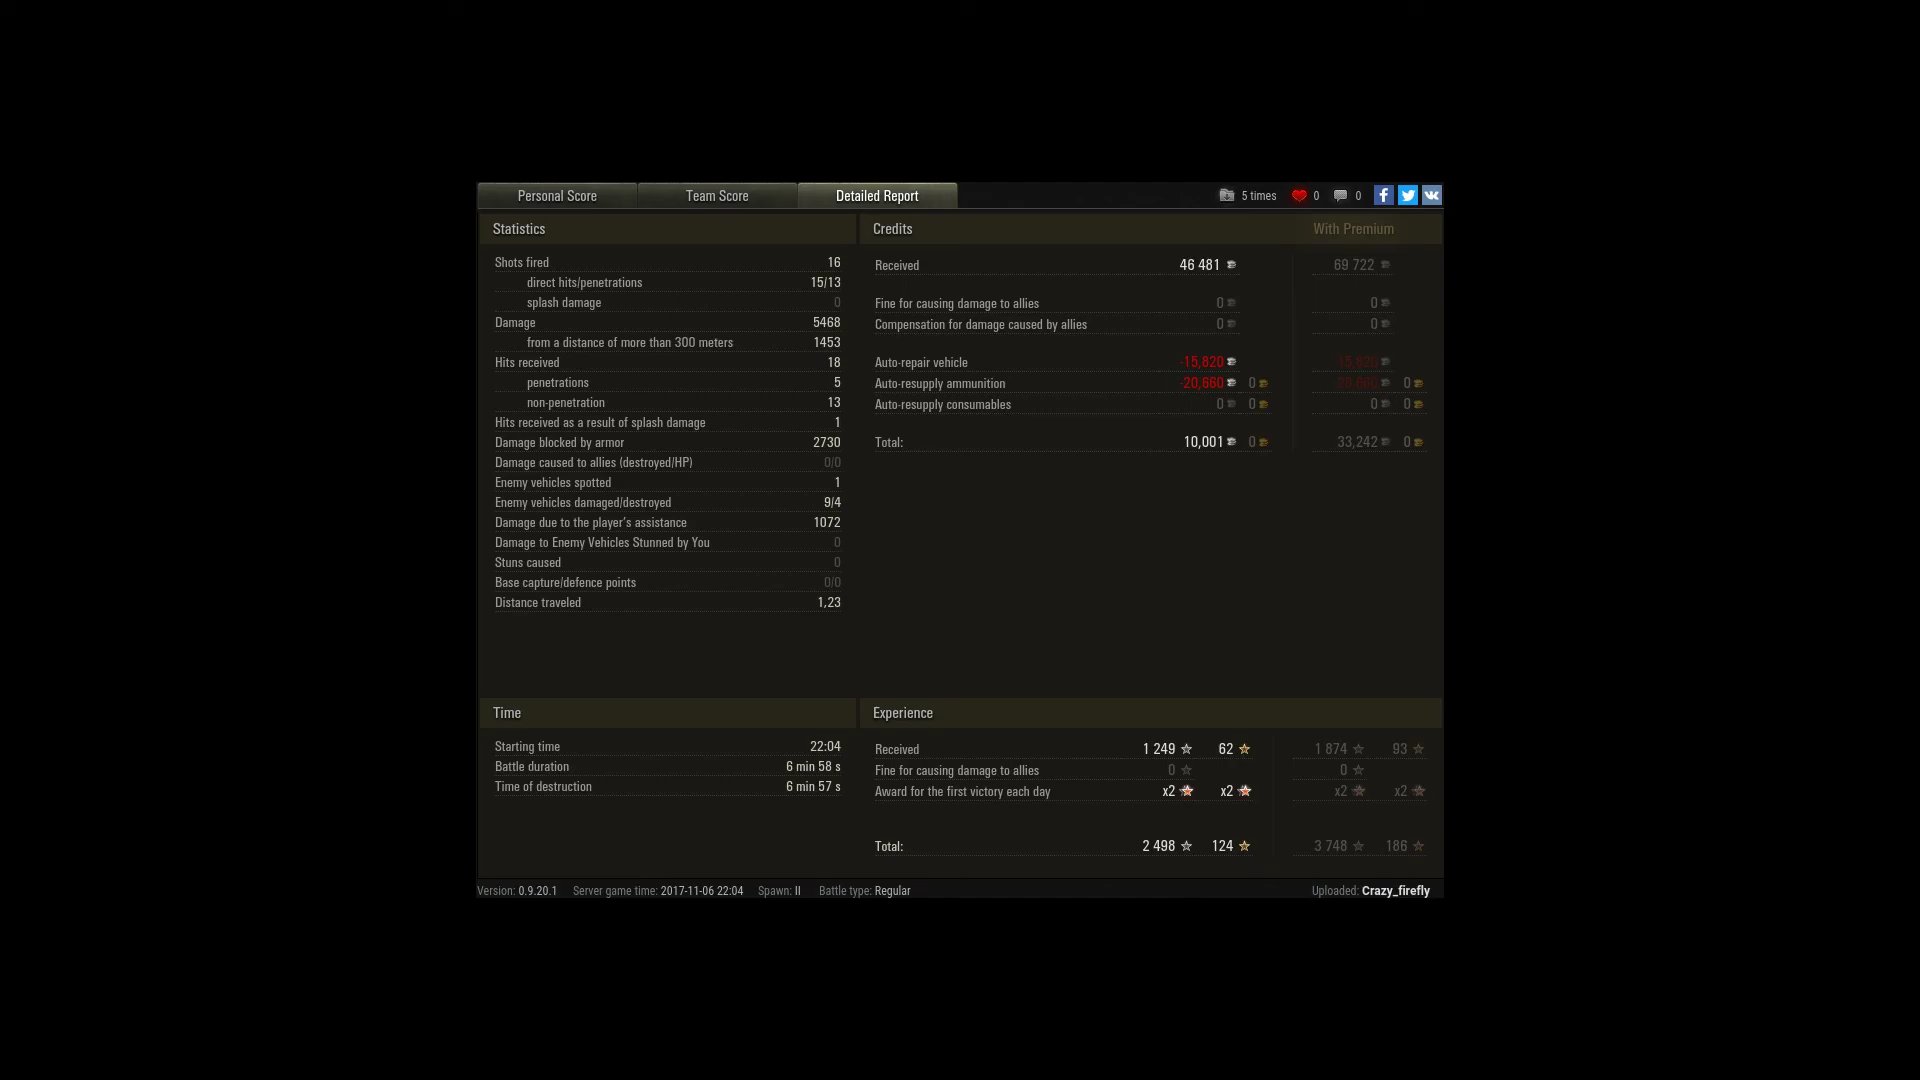 Personal Score Team Score Detailed Report 5 times 0 0
Statistics
Shots fired 16
direct hits/penetrations 15/13
splash damage 0
Damage 5468
from a distance of more than 300 meters 1453
Hits received 18
penetrations 5
non-penetration 13
Hits received as a result of splash damage 1
Damage blocked by armor 2730
Damage caused to allies (destroyed/HP) 0/0
Enemy vehicles spotted 1
Enemy vehicles damaged/destroyed 9/4
Damage due to the player's assistance 1072
Damage to Enemy Vehicles Stunned by You 0
Stuns caused 0
Base capture/defence points 0/0
Distance traveled 1,23
Credits With Premium
Received 46 481 69 722
Fine for causing damage to allies 0 0
Compensation for damage caused by allies 0 0
Auto-repair vehicle -15,820 -15,820
Auto-resupply ammunition -20,660 0 -20,660 0
Auto-resupply consumables 0 0 0 0
Total: 10,001 0 33,242 0
Time
Starting time 22:04
Battle duration 6 min 58 s
Time of destruction 6 min 57 s
Experience
Received 1 249 62 1 874 93
Fine for causing damage to allies 0 0
Award for the first victory each day x2 x2 x2 x2
Total: 2 498 124 3 748 186
Version: 0.9.20.1 Server game time: 2017-11-06 22:04 Spawn: II Battle type: Regular Uploaded: Crazy_firefly